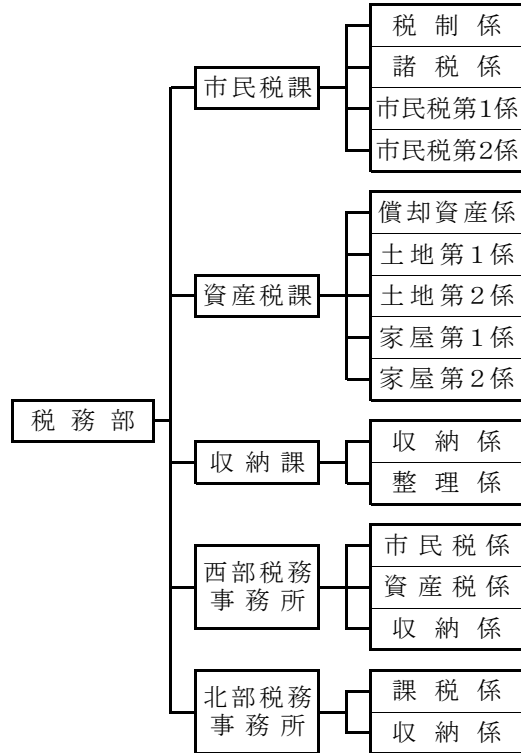 税務部
市民税課
税制係
諸税係
市民税第1係
市民税第2係
資産税課
償却資産係
土地第1係
土地第2係
家屋第1係
家屋第2係
収納課
収納係
整理係
西部税務
事務所
市民税係
資産税係
収納係
北部税務
事務所
課税係
収納係